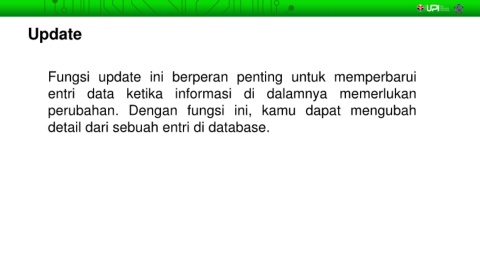 UPI
Update
Fungsi update ini berperan penting untuk memperbarui
entri data ketika informasi di dalamnya memerlukan
perubahan. Dengan fungsi ini, kamu dapat mengubah
detail dari sebuah entri di database.